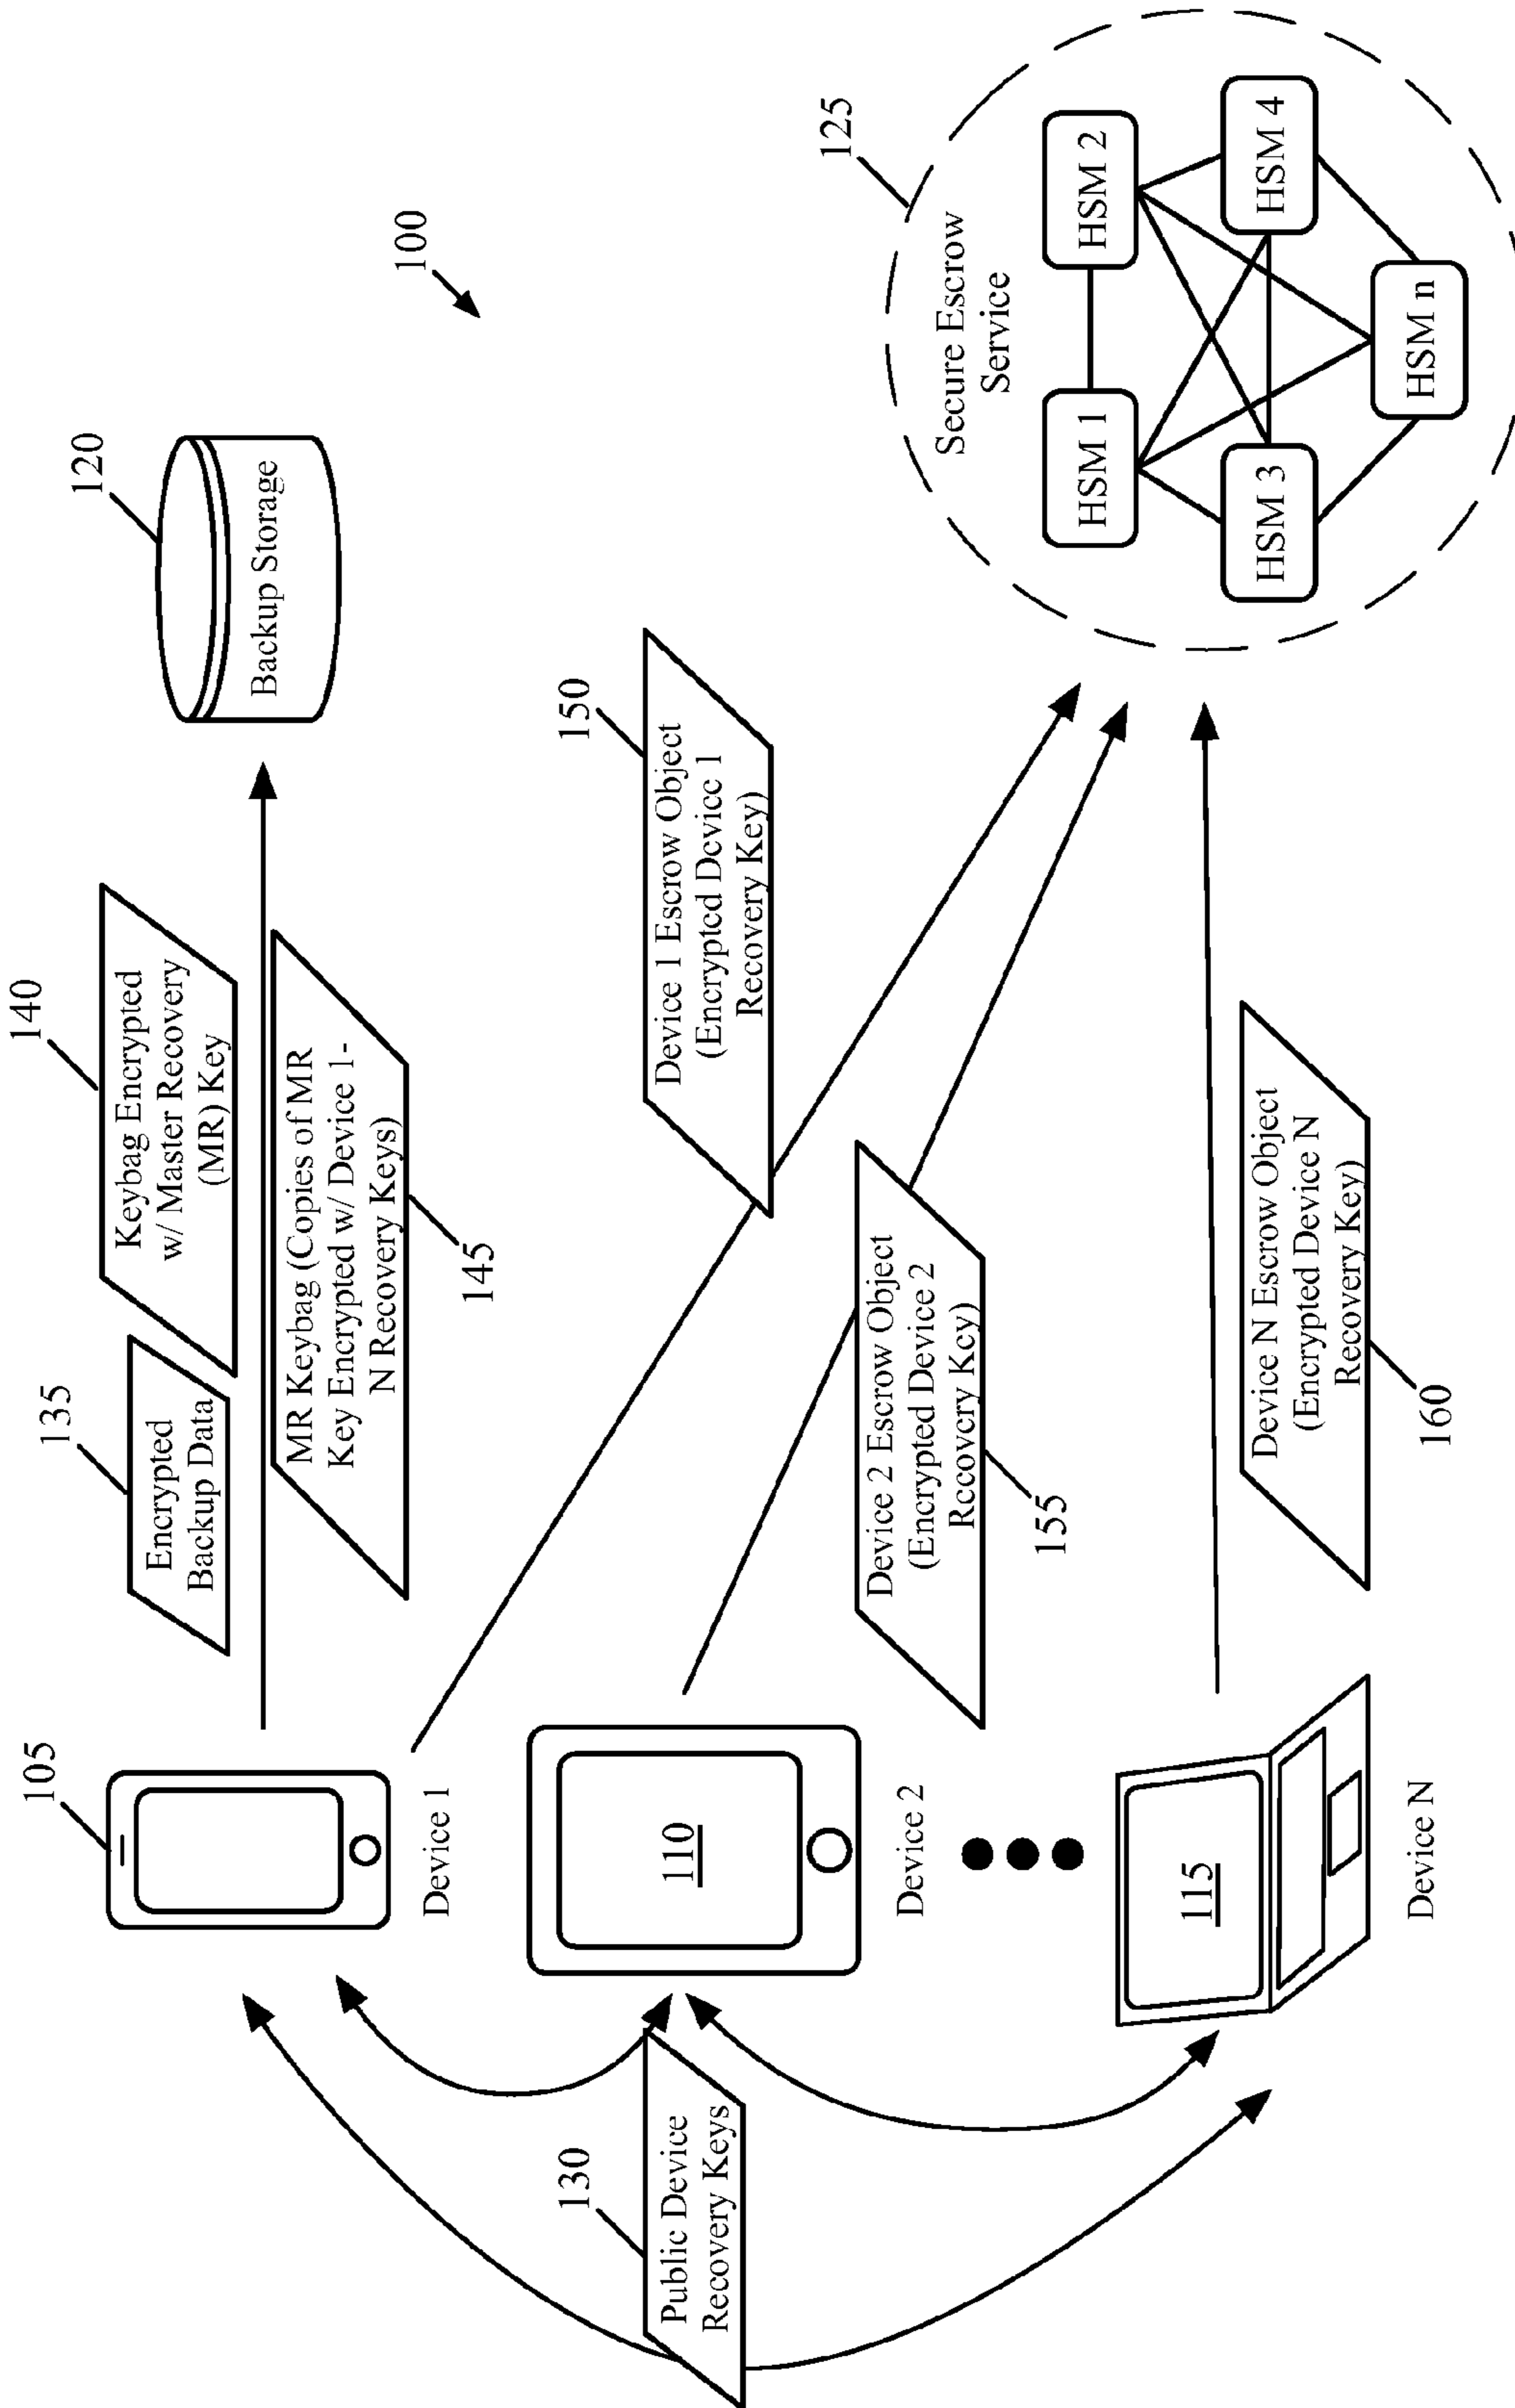 100
105
Device 1
110
Device 2
115
Device N
130
Public Device
Recovery Keys
135
Encrypted
Backup Data
140
Keybag Encrypted
w/ Master Recovery
(MR) Key
MR Keybag (Copies of MR
Key Encrypted w/ Device 1-
N Recovery Keys)
145
120
Backup Storage
150
Device 1 Escrow Object
(Encrypted Device 1
Recovery Key)
Device 2 Escrow Object
(Encrypted Device 2
Recovery Key)
155
Device N Escrow Object
(Encrypted Device N
Recovery Key)
160
125
Secure Escrow
Service
HSM 1
HSM 2
HSM 3
HSM 4
HSM n